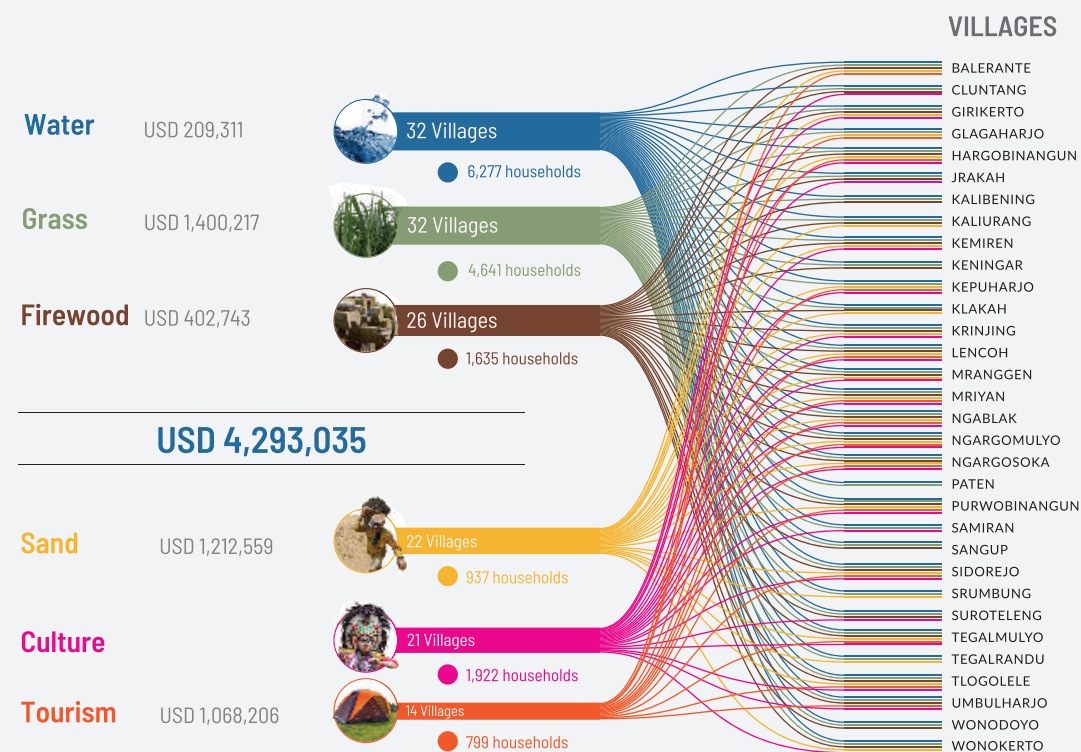 VILLAGES
Water
USD 209,311
32 Villages
6,277 households
Grass
USD 1,400,217
32 Villages
4,641 households
Firewood
USD 402,743
26 Villages
1,635 households
USD 4,293,035
Sand
USD 1,212,559
22 Villages
937 households
Culture
21 Villages
1,922 households
Tourism
USD 1,068,206
14 Villages
799 households
BALERANTE
CLUNTANG
GIRIKERTO
GLAGAHARJO
HARGOBINANGUN
JRAKAH
KALIBENING
KALIURANG
KEMIREN
KENINGAR
KEPUHARJO
KLAKAH
KRINJING
LENCOH
MRANGGEN
MRIYAN
NGABLAK
NGARGOMULYO
NGARGOSOKA
PATEN
PURWOBINANGUN
SAMIRAN
SANGUP
SIDOREJO
SRUMBUNG
SUROTELENG
TEGALMULYO
TEGALRANDU
TLOGOLELE
UMBULHARJO
WONODOYO
WONOKERTO